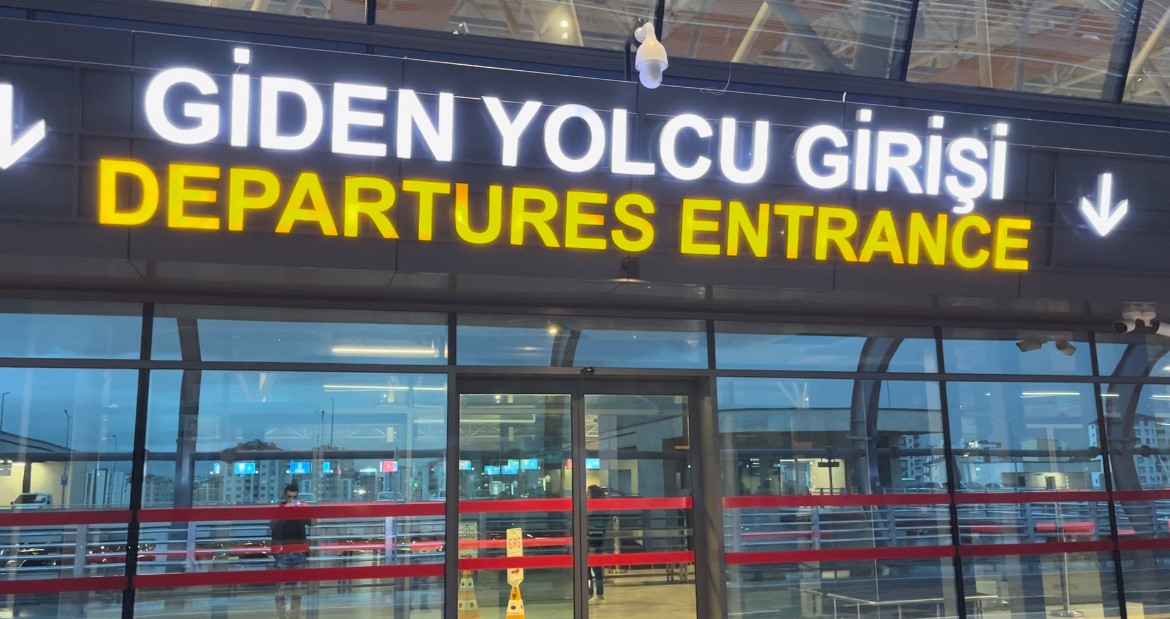 GİDEN YOLCU GİRİŞİ
DEPARTURES ENTRANCE